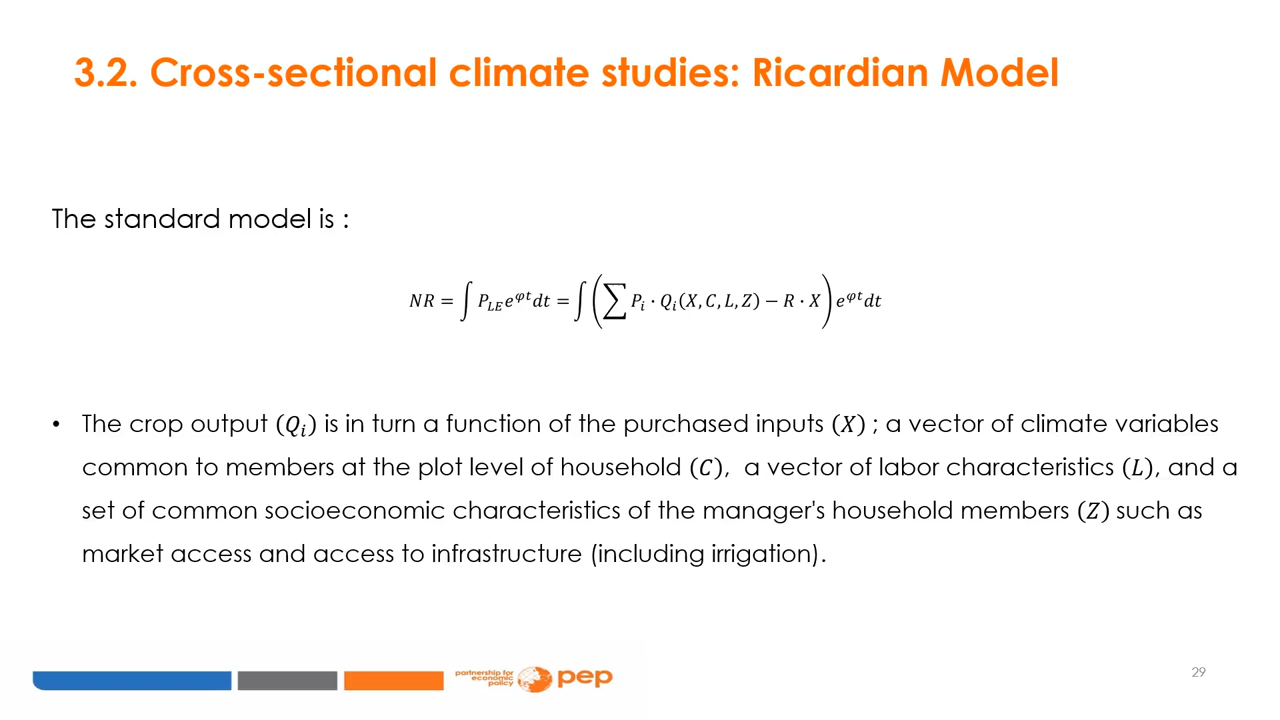 3.2. Cross-sectional climate studies: Ricardian Model
The standard model is :
NR = ∫ P_{LE} e^{φt} dt = ∫ (∑ P_i · Q_i(X, C, L, Z) − R · X) e^{φt} dt
• The crop output (Q_i) is in turn a function of the purchased inputs (X) ; a vector of climate variables
common to members at the plot level of household (C), a vector of labor characteristics (L), and a
set of common socioeconomic characteristics of the manager's household members (Z) such as
market access and access to infrastructure (including irrigation).
partnership for
economic
policy
pep
29